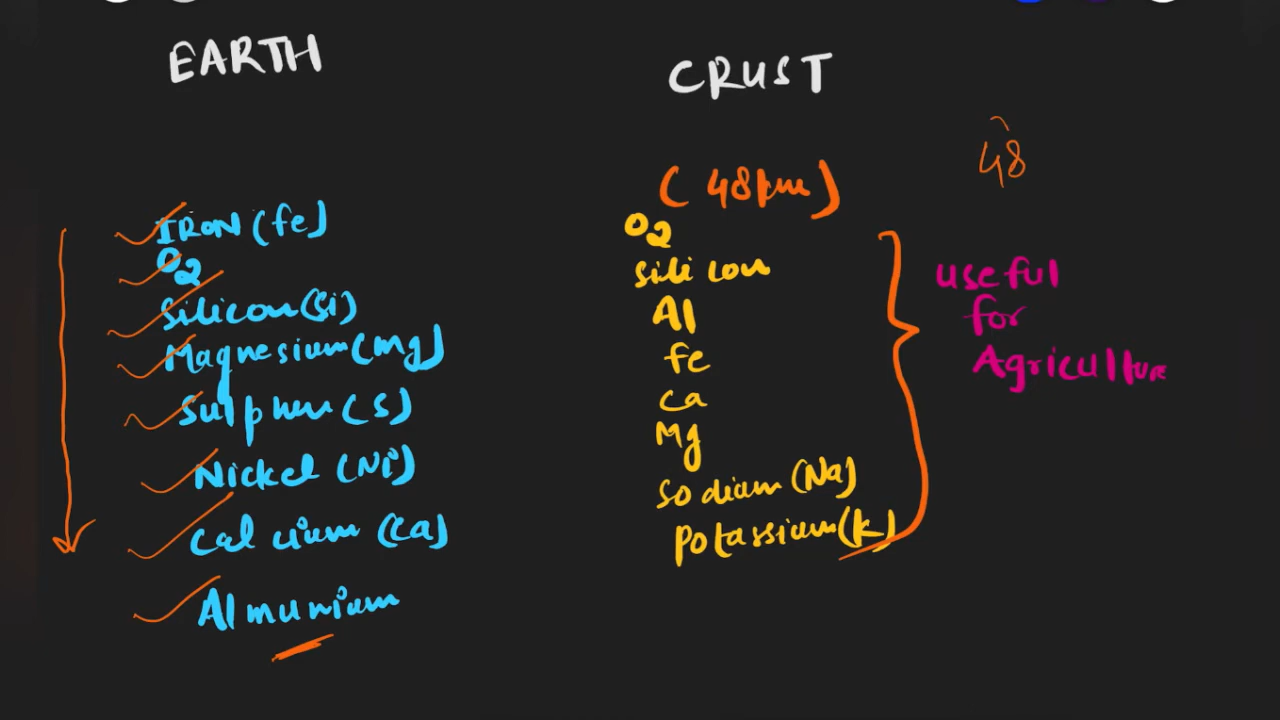 EARTH
IRON (fe)
O2
Silicon (Si)
Magnesium (mg)
Sulpher (S)
Nickel (Ni)
Calcium (Ca)
Almunium
CRUST
48
(48km)
O2
Silicon
Al
fe
Ca
Mg
Sodium (Na)
Potassium (k)
useful
for
Agriculture